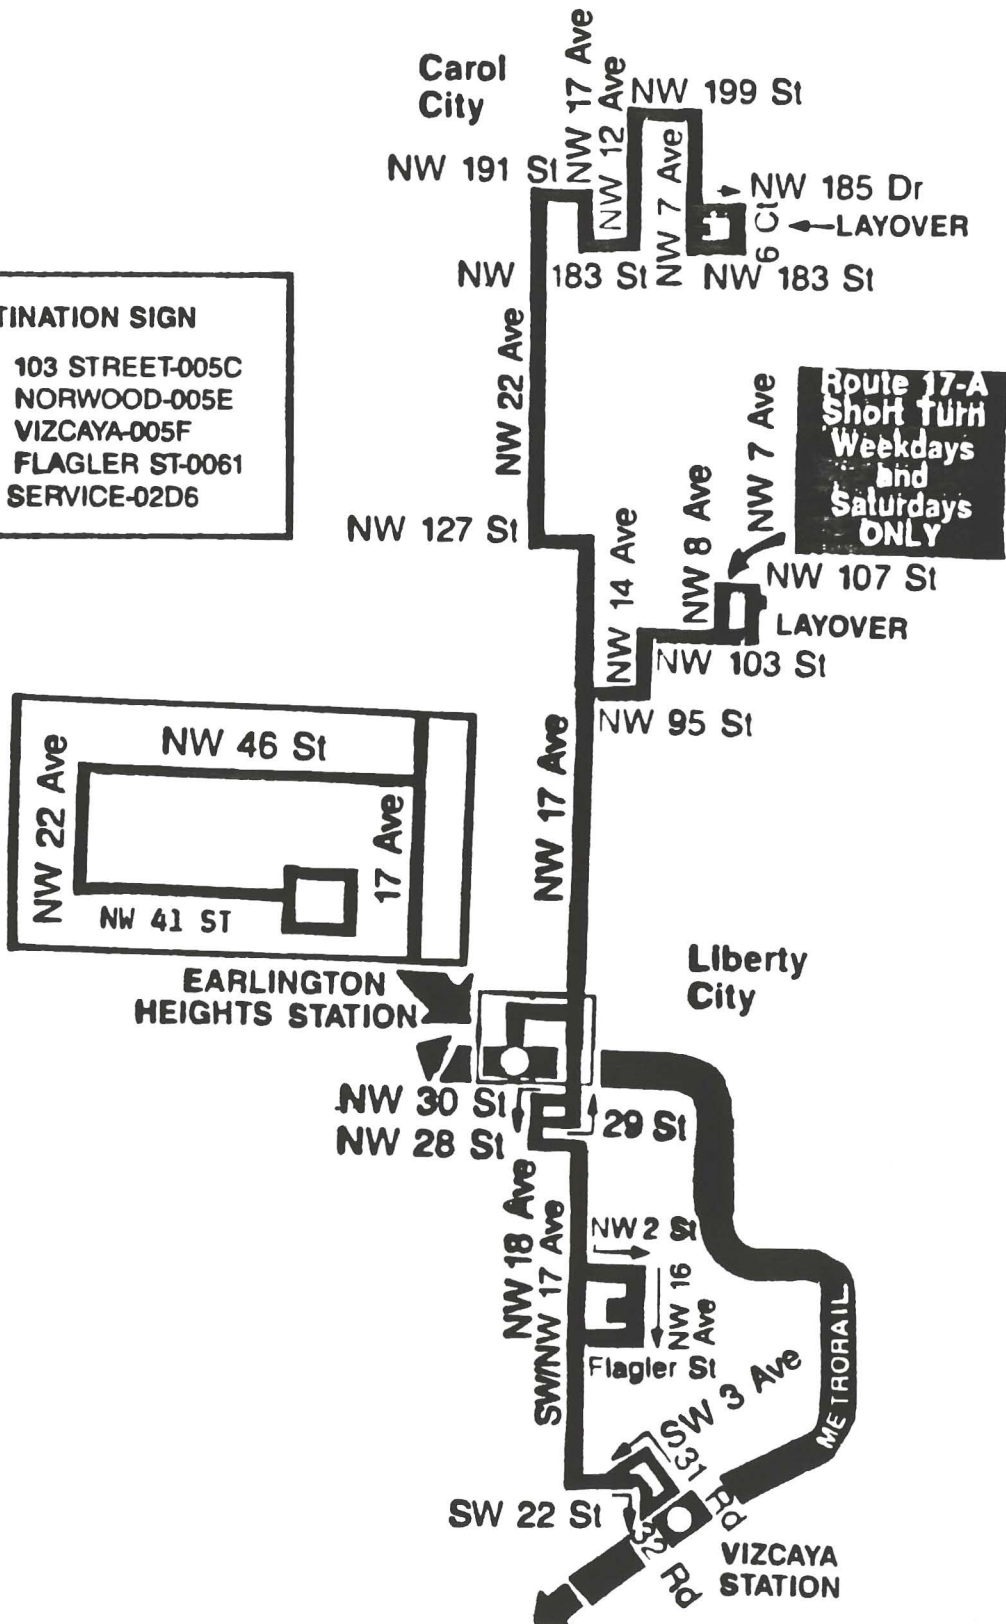 Carol
City
NW 17 Ave
NW 12 Ave
NW 199 St
NW 191 St
NW 7 Ave
NW 185 Dr
6 Ct
LAYOVER
NW 183 St
NW 183 St
TINATION SIGN
103 STREET-005C
NORWOOD-005E
VIZCAYA-005F
FLAGLER ST-0061
SERVICE-02D6
NW 22 Ave
Route 17-A
Short Turn
Weekdays
and
Saturdays
ONLY
NW 7 Ave
NW 8 Ave
NW 14 Ave
NW 127 St
NW 107 St
LAYOVER
NW 103 St
NW 95 St
NW 17 Ave
NW 46 St
NW 22 Ave
17 Ave
NW 41 ST
Liberty
City
EARLINGTON
HEIGHTS STATION
NW 30 St
29 St
NW 28 St
NW 18 Ave
SW/NW 17 Ave
NW 2 St
NW 16
Ave
Flagler St
METRORAIL
SW 3 Ave
31 Rd
SW 22 St
32 Rd
VIZCAYA
STATION